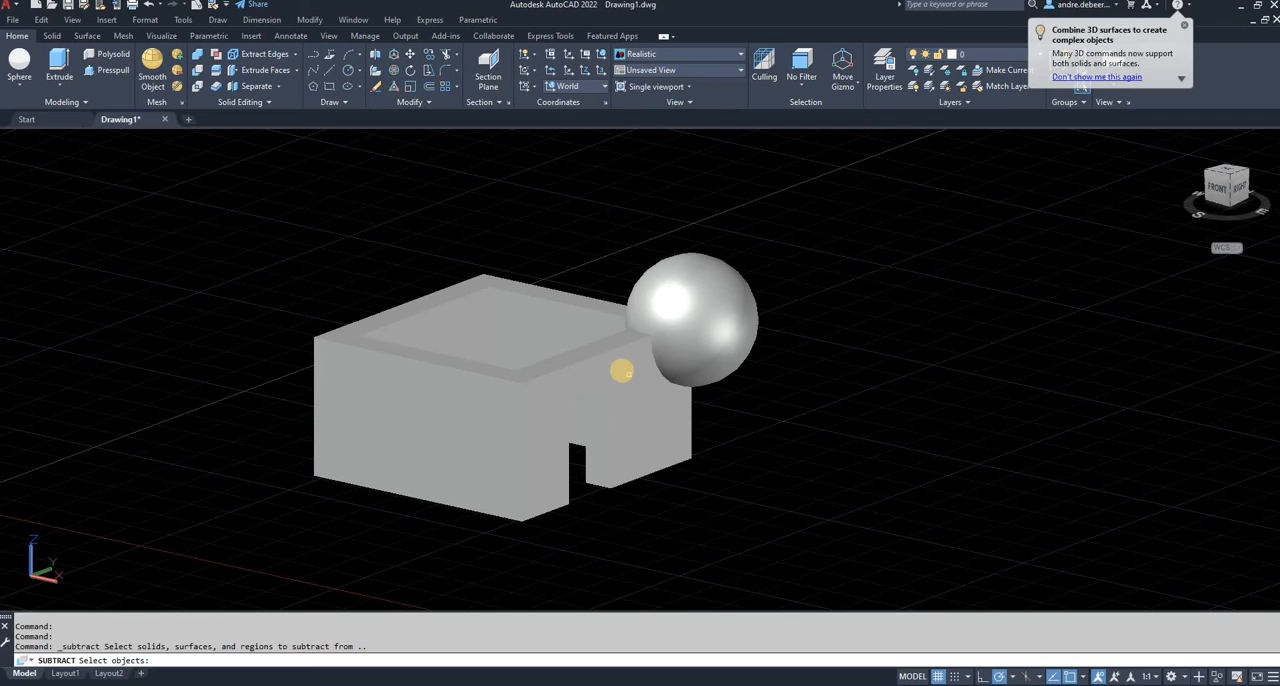 Share
Autodesk AutoCAD 2022 Drawing1.dwg
Type a keyword or phrase
andre.debeer...
File Edit View Insert Format Tools Draw Dimension Modify Window Help Express Parametric
Home Solid Surface Mesh Visualize Parametric Insert Annotate View Manage Output Add-ins Collaborate Express Tools Featured Apps
Sphere
Extrude
Polysolid
Presspull
Smooth
Object
Extrude Edges
Extrude Faces
Separate
Section
Plane
World
Realistic
Unsaved View
Single viewport
Culling
No Filter
Move
Gizmo
Layer
Properties
0
Make Current
Match Layer
Modeling Mesh Solid Editing Draw Modify Section Coordinates View Selection Layers Groups View
Combine 3D surfaces to create
complex objects
Many 3D commands now support
both solids and surfaces.
Don't show me this again
Start Drawing1*
FRONT
RIGHT
S
E
WCS
Z
Y
X
Command:
Command:
Command: _subtract Select solids, surfaces, and regions to subtract from ..
SUBTRACT Select objects:
Model Layout1 Layout2
MODEL
1:1